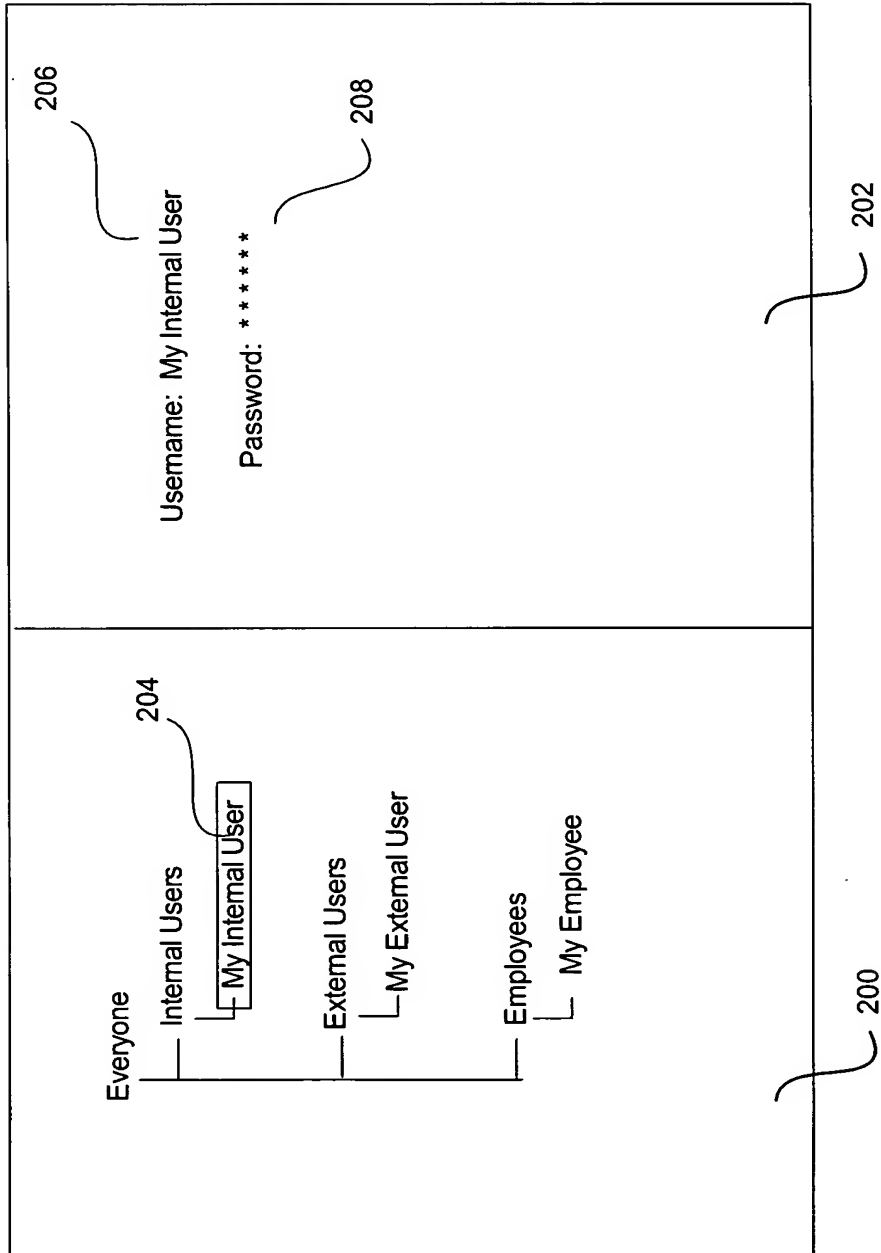 Everyone
Internal Users
My Internal User
External Users
My External User
Employees
My Employee
204
200
Username: My Internal User
Password: * * * * * *
206
208
202